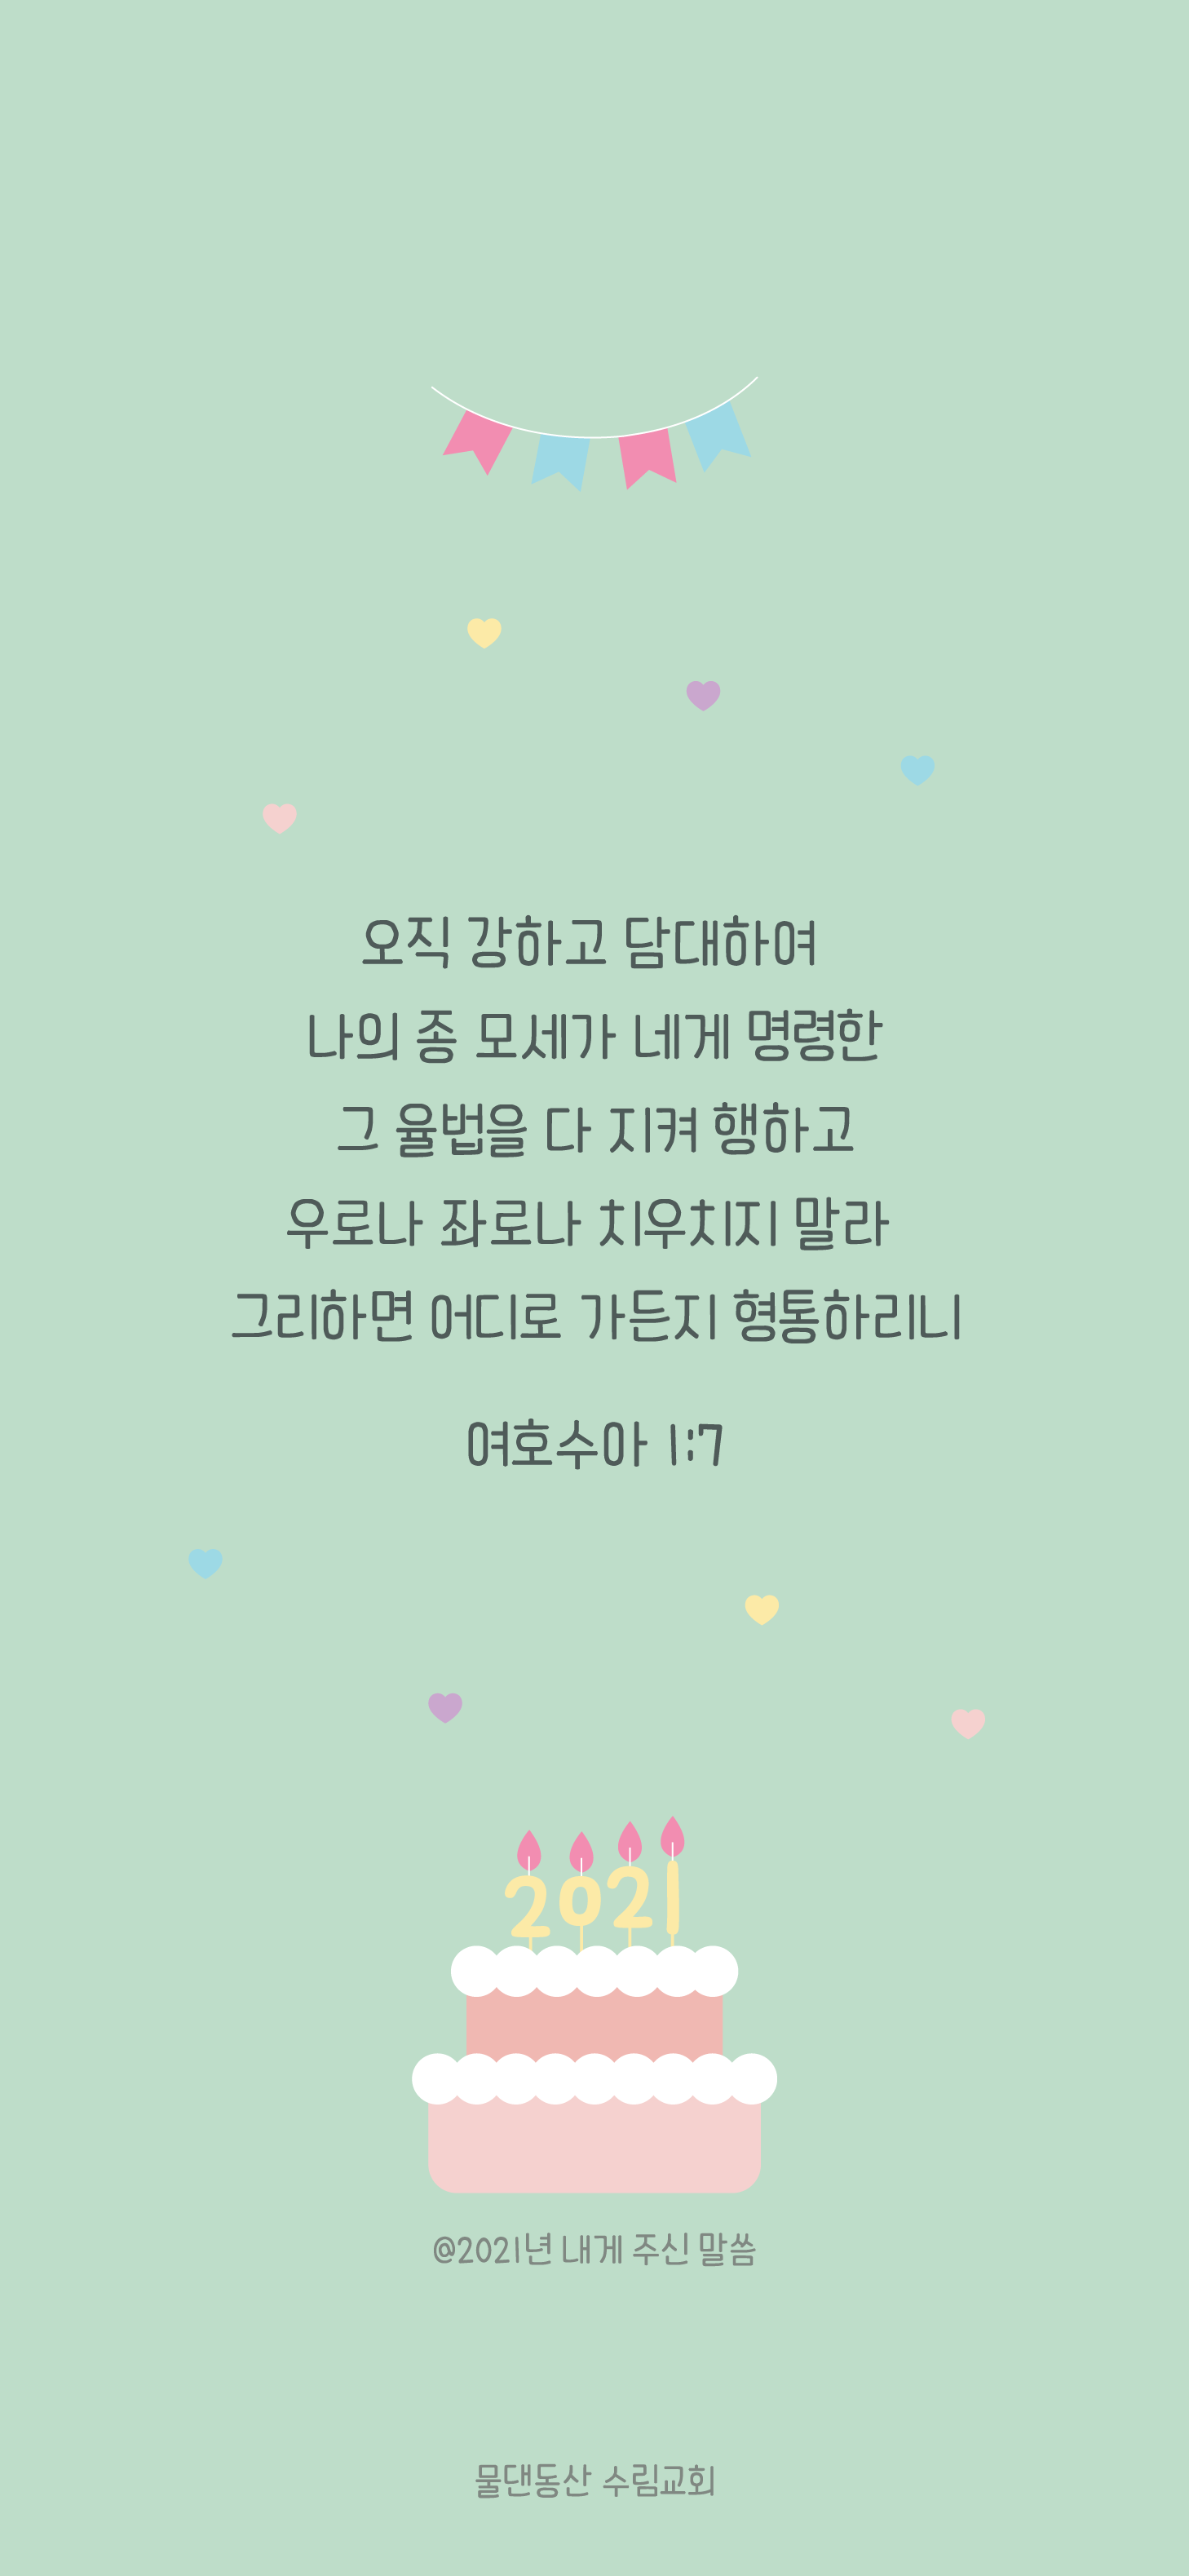 오직 강하고 담대하여
나의 종 모세가 네게 명령한
그 율법을 다 지켜 행하고
우로나 좌로나 치우치지 말라
그리하면 어디로 가든지 형통하리니
여호수아 1:7
2021
@2021년 내게 주신 말씀
물댄동산 수림교회